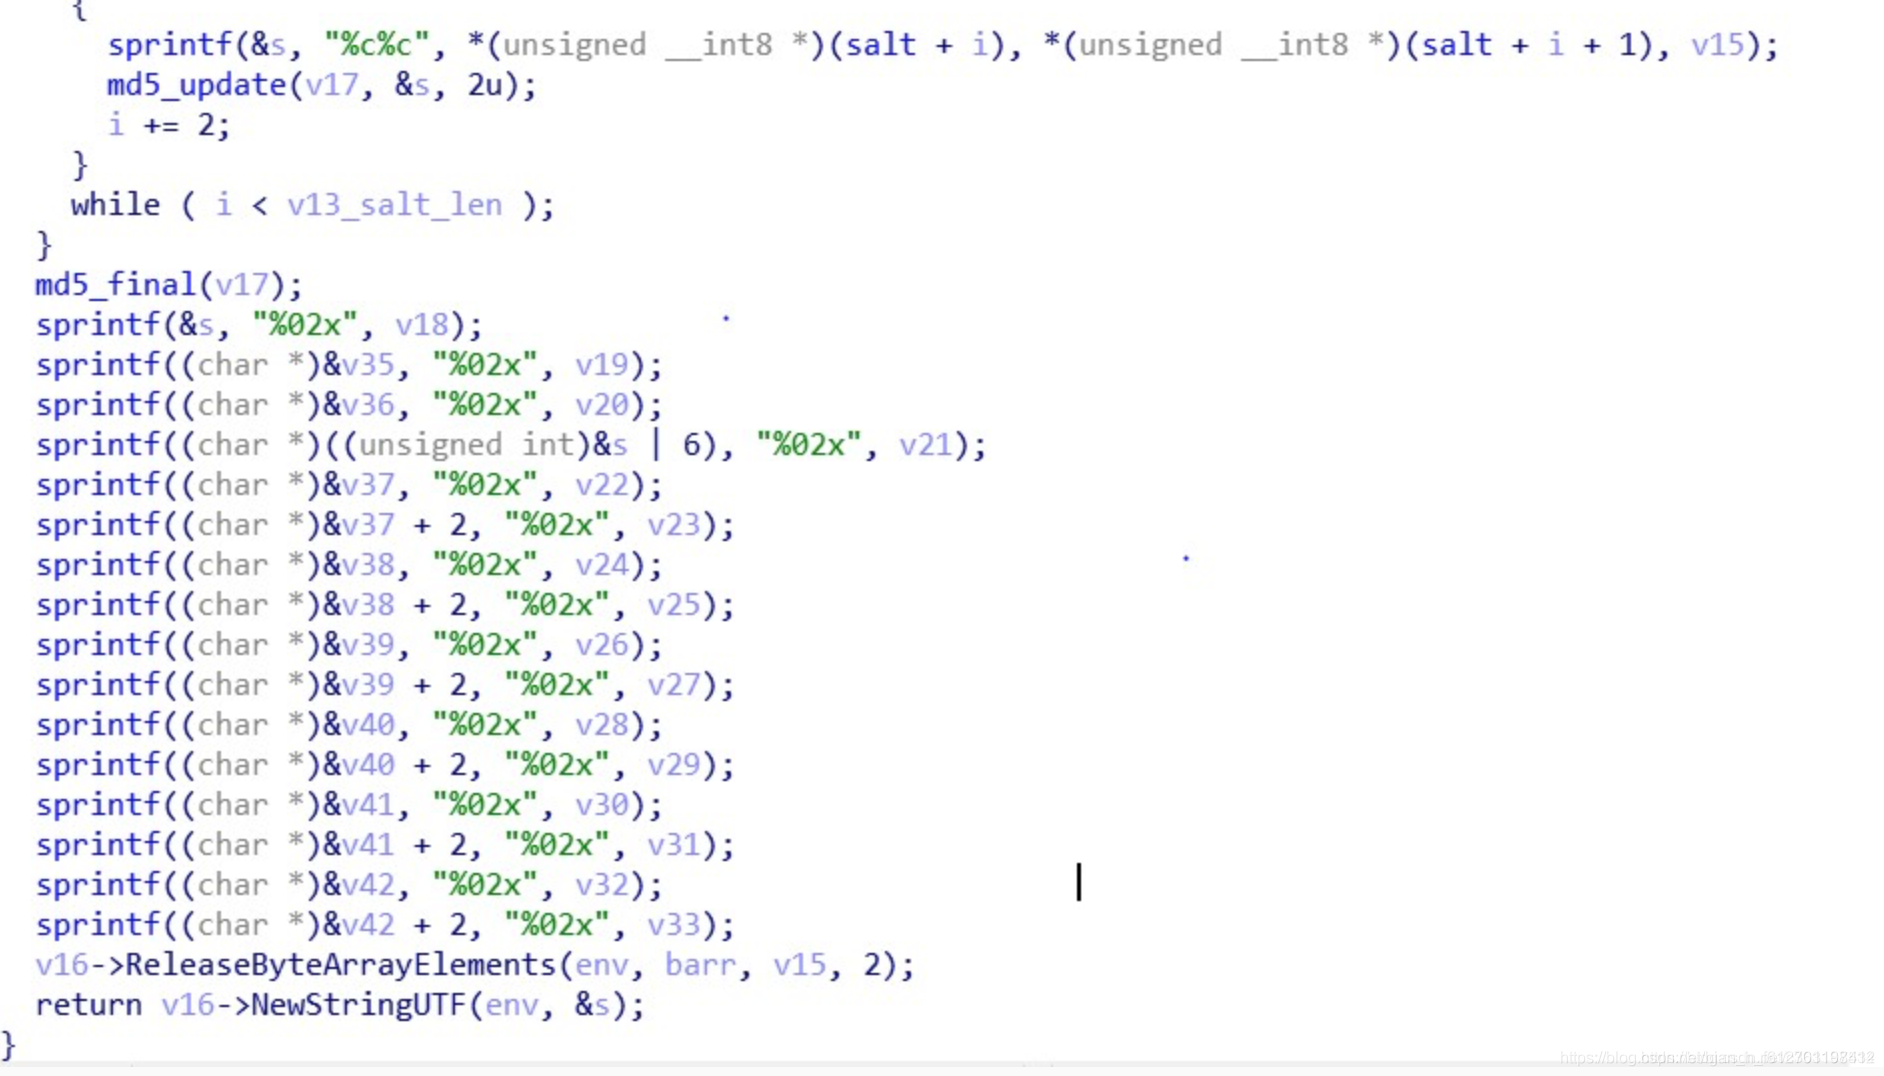 {
sprintf(&s, "%c%c", *(unsigned __int8 *)(salt + i), *(unsigned __int8 *)(salt + i + 1), v15);
md5_update(v17, &s, 2u);
i += 2;
}
while ( i < v13_salt_len );
}
md5_final(v17);
sprintf(&s, "%02x", v18);
sprintf((char *)&v35, "%02x", v19);
sprintf((char *)&v36, "%02x", v20);
sprintf((char *)((unsigned int)&s | 6), "%02x", v21);
sprintf((char *)&v37, "%02x", v22);
sprintf((char *)&v37 + 2, "%02x", v23);
sprintf((char *)&v38, "%02x", v24);
sprintf((char *)&v38 + 2, "%02x", v25);
sprintf((char *)&v39, "%02x", v26);
sprintf((char *)&v39 + 2, "%02x", v27);
sprintf((char *)&v40, "%02x", v28);
sprintf((char *)&v40 + 2, "%02x", v29);
sprintf((char *)&v41, "%02x", v30);
sprintf((char *)&v41 + 2, "%02x", v31);
sprintf((char *)&v42, "%02x", v32);
sprintf((char *)&v42 + 2, "%02x", v33);
v16->ReleaseByteArrayElements(env, barr, v15, 2);
return v16->NewStringUTF(env, &s);
}